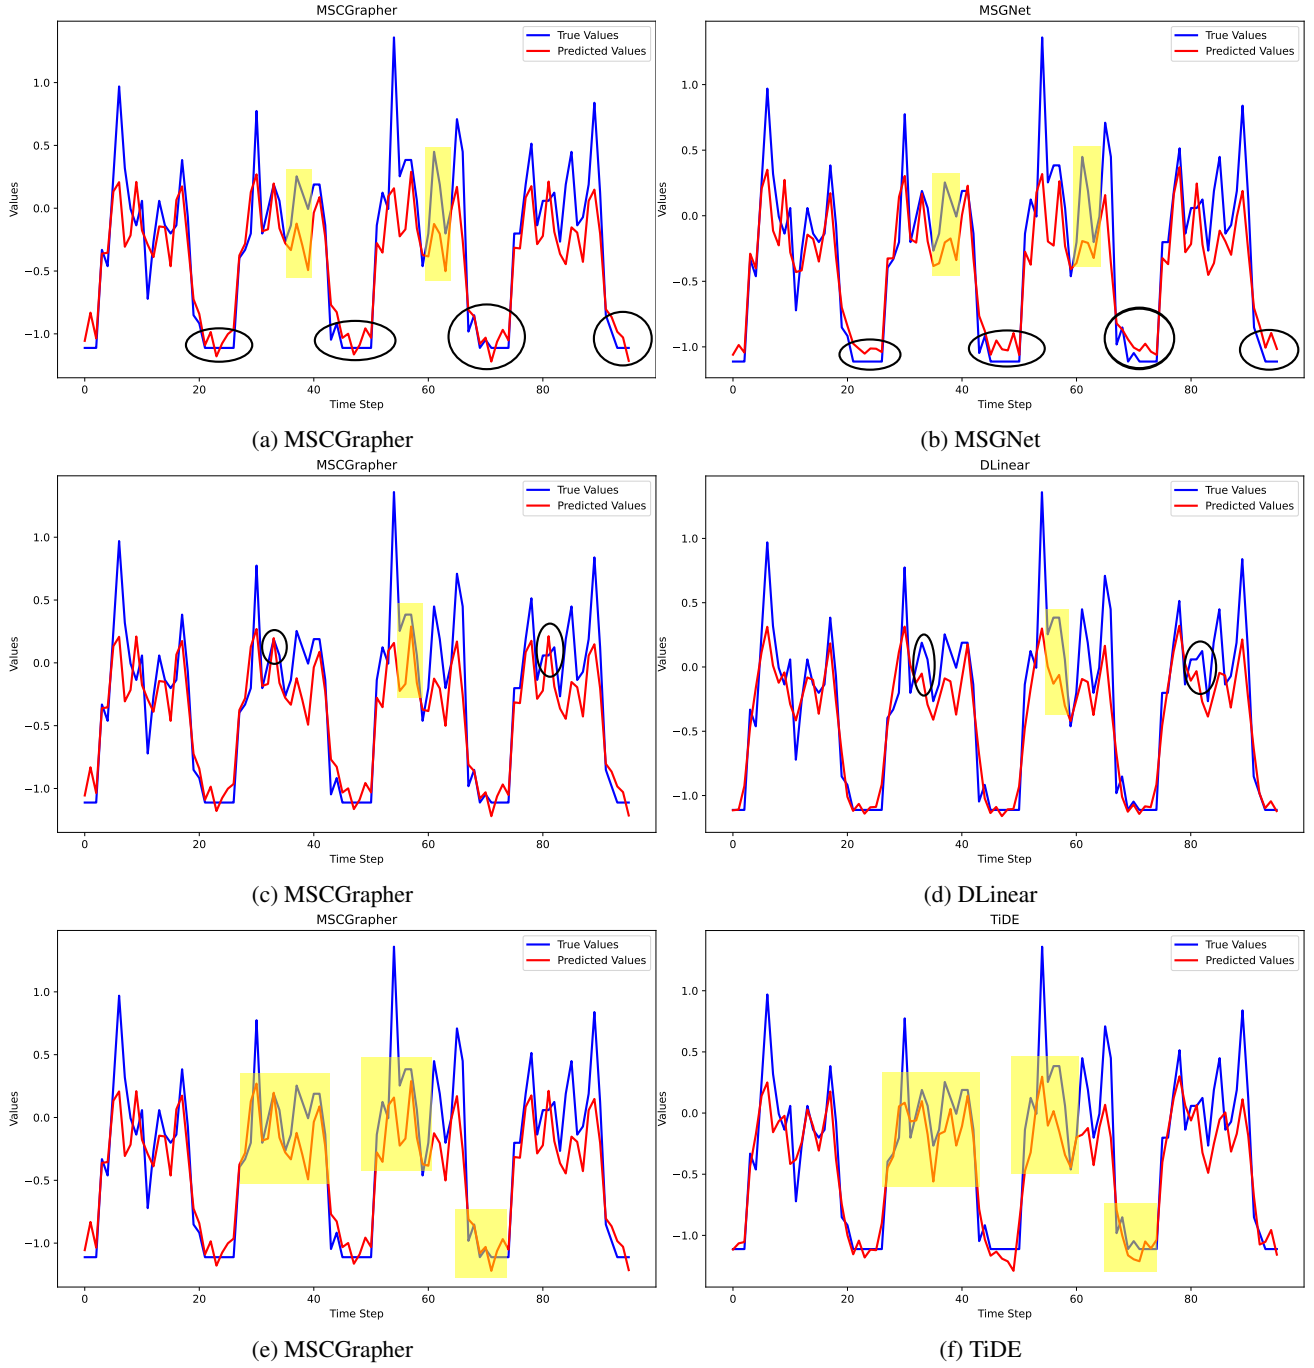 MSCGrapher
True Values
Predicted Values
1.0
0.5
0.0
−0.5
−1.0
Values
0 20 40 60 80
Time Step
(a) MSCGrapher
MSGNet
True Values
Predicted Values
1.0
0.5
0.0
−0.5
−1.0
Values
0 20 40 60 80
Time Step
(b) MSGNet
MSCGrapher
True Values
Predicted Values
1.0
0.5
0.0
−0.5
−1.0
Values
0 20 40 60 80
Time Step
(c) MSCGrapher
DLinear
True Values
Predicted Values
1.0
0.5
0.0
−0.5
−1.0
Values
0 20 40 60 80
Time Step
(d) DLinear
MSCGrapher
True Values
Predicted Values
1.0
0.5
0.0
−0.5
−1.0
Values
0 20 40 60 80
Time Step
(e) MSCGrapher
TiDE
True Values
Predicted Values
1.0
0.5
0.0
−0.5
−1.0
Values
0 20 40 60 80
Time Step
(f) TiDE